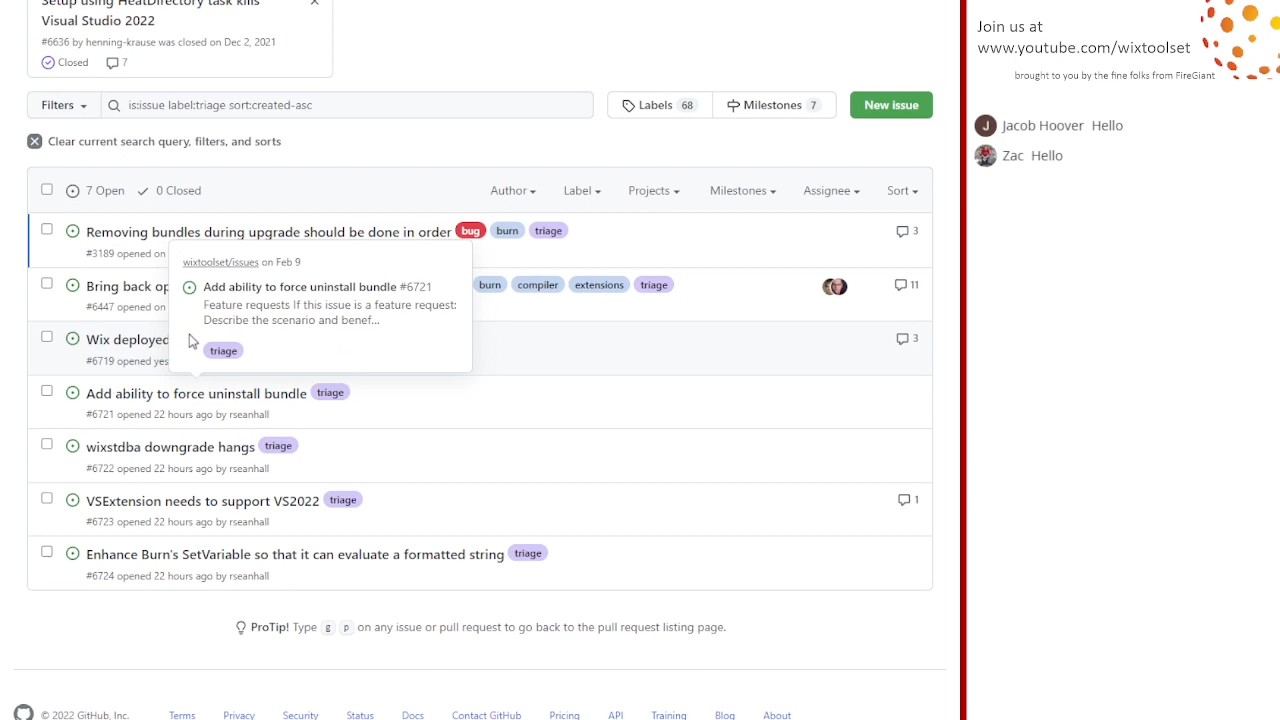 Setup using HeatDirectory task kills
Visual Studio 2022
#6636 by henning-krause was closed on Dec 2, 2021
Closed 7
Filters
is:issue label:triage sort:created-asc
Labels 68
Milestones 7
New issue
Clear current search query, filters, and sorts
7 Open 0 Closed
Author Label Projects Milestones Assignee Sort
Removing bundles during upgrade should be done in order bug burn triage 3
#3189 opened on
wixtoolset/issues on Feb 9
Add ability to force uninstall bundle #6721
Feature requests If this issue is a feature request:
Describe the scenario and benef...
triage
Bring back op burn compiler extensions triage 11
#6447 opened on
Wix deployed 3
#6719 opened yes
Add ability to force uninstall bundle triage
#6721 opened 22 hours ago by rseanhall
wixstdba downgrade hangs triage
#6722 opened 22 hours ago by rseanhall
VSExtension needs to support VS2022 triage 1
#6723 opened 22 hours ago by rseanhall
Enhance Burn's SetVariable so that it can evaluate a formatted string triage
#6724 opened 22 hours ago by rseanhall
ProTip! Type g p on any issue or pull request to go back to the pull request listing page.
© 2022 GitHub, Inc. Terms Privacy Security Status Docs Contact GitHub Pricing API Training Blog About
Join us at
www.youtube.com/wixtoolset
brought to you by the fine folks from FireGiant
J Jacob Hoover Hello
Zac Hello